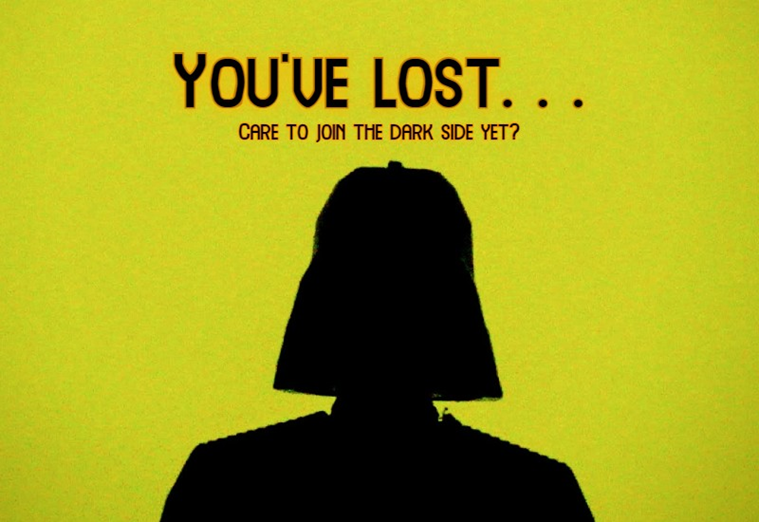 You've lost. . .
Care to join the dark side yet?